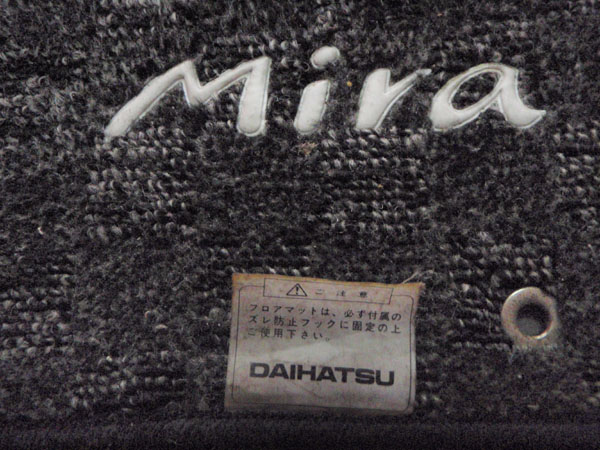 Mira
ご注意
フロアマットは、必ず付属の
ズレ防止フックに固定の上
ご使用下さい。
DAIHATSU